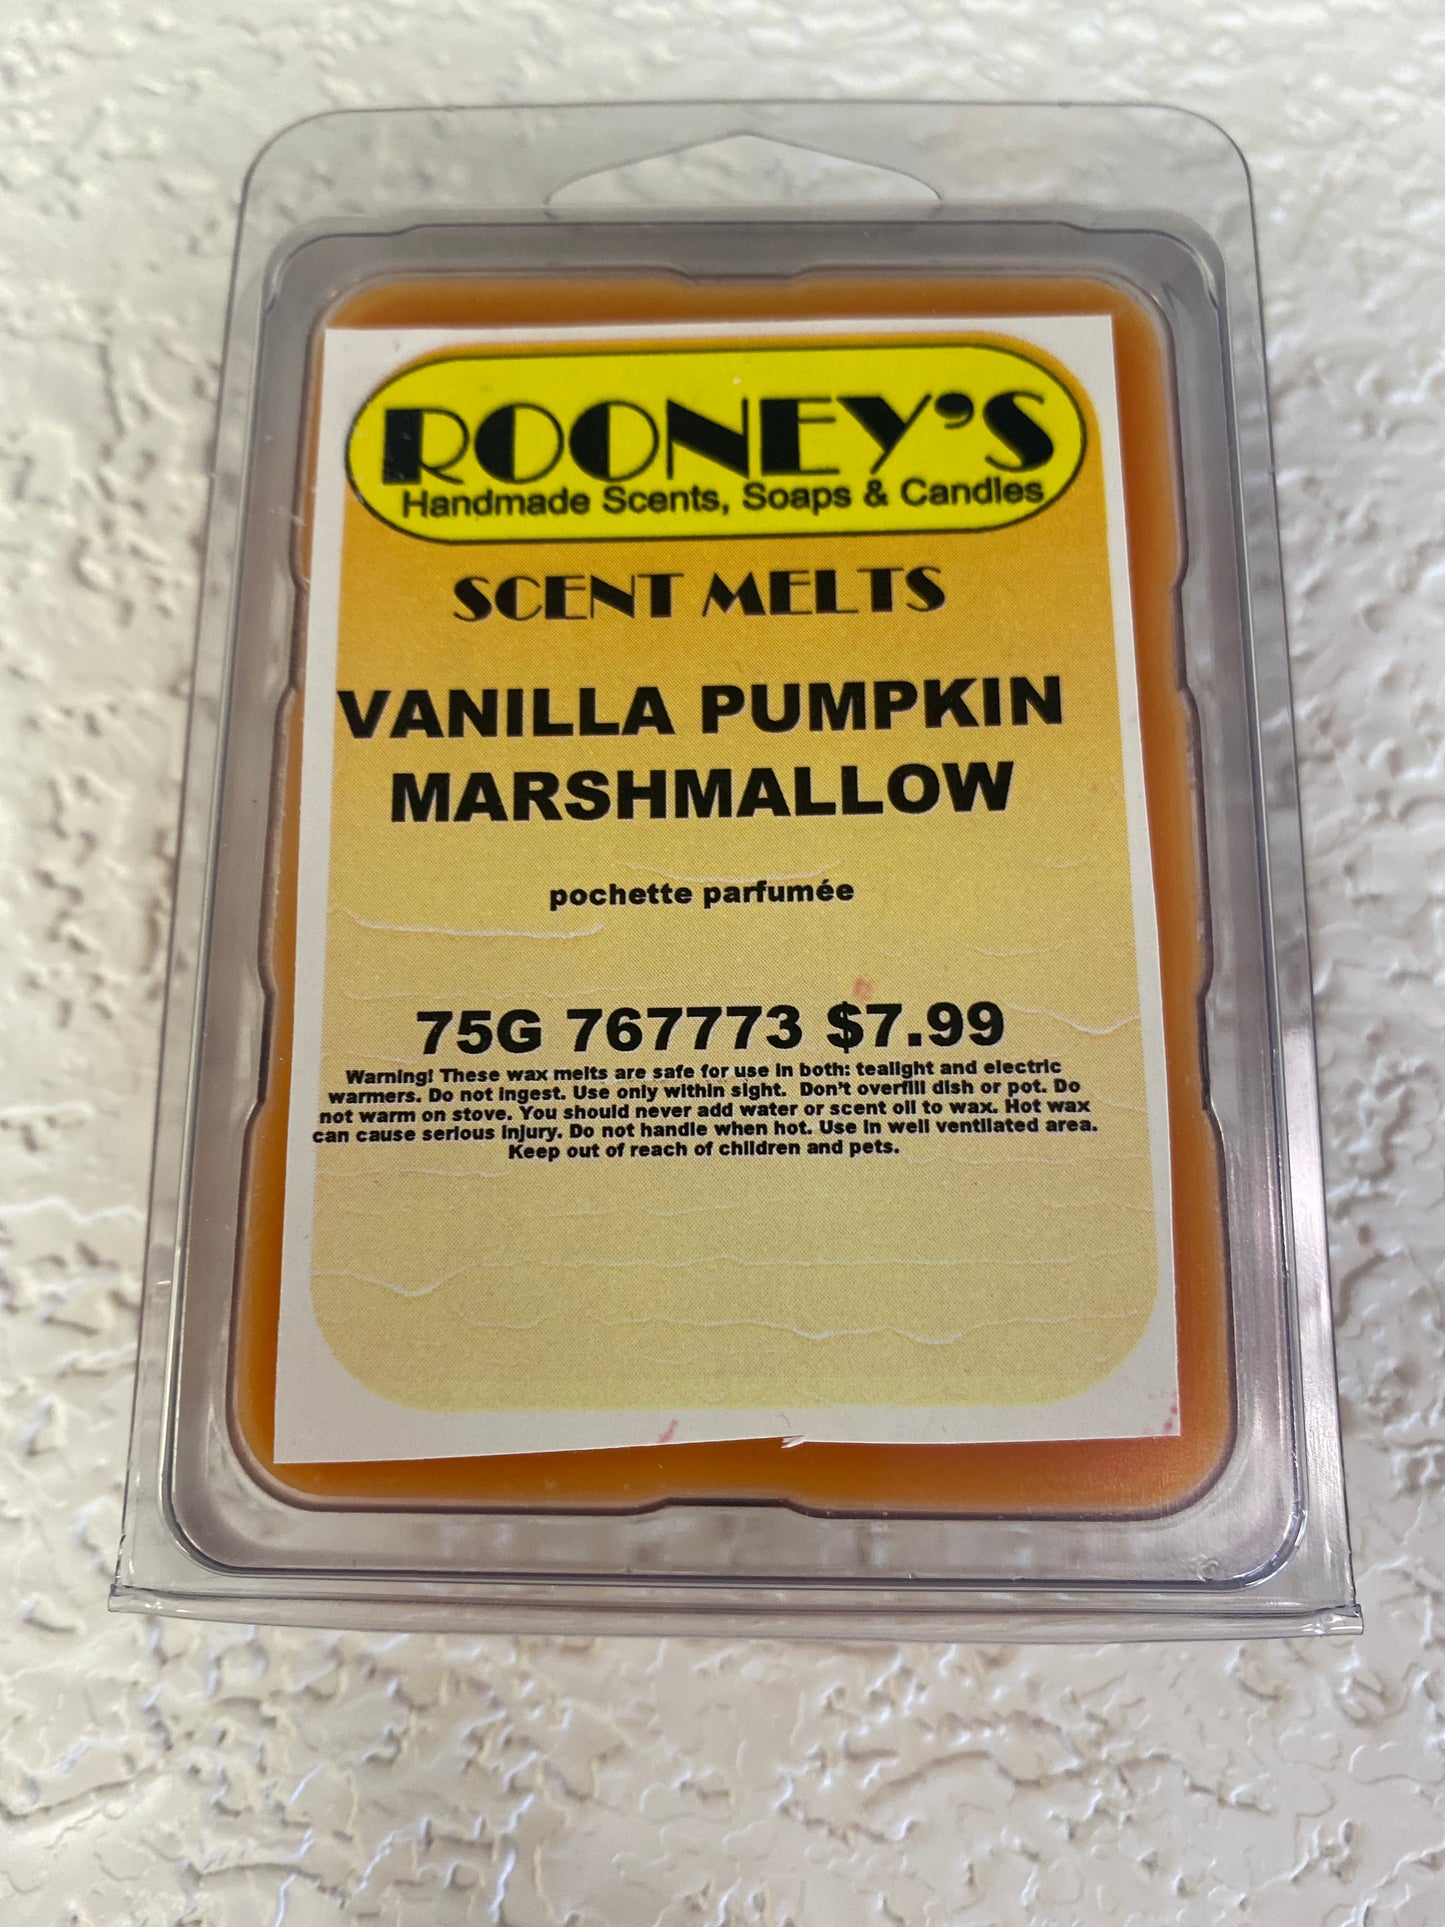 ROONEY'S
Handmade Scents, Soaps & Candles
SCENT MELTS
VANILLA PUMPKIN
MARSHMALLOW
pochette parfumée
75G 767773 $7.99
Warning! These wax melts are safe for use in both: tealight and electric
warmers. Do not ingest. Use only within sight. Don't overfill dish or pot. Do
not warm on stove. You should never add water or scent oil to wax. Hot wax
can cause serious injury. Do not handle when hot. Use in well ventilated area.
Keep out of reach of children and pets.